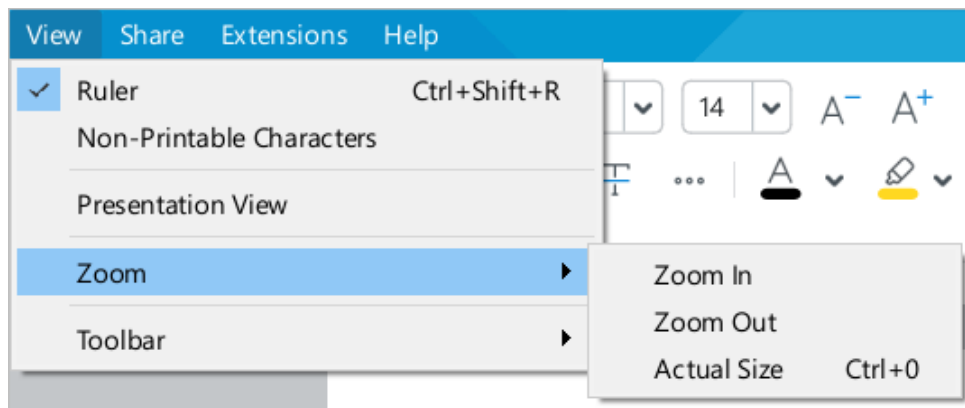 View Share Extensions Help
Ruler Ctrl+Shift+R
Non-Printable Characters
Presentation View
Zoom
Toolbar
14 A− A+
T A
Zoom In
Zoom Out
Actual Size Ctrl+0